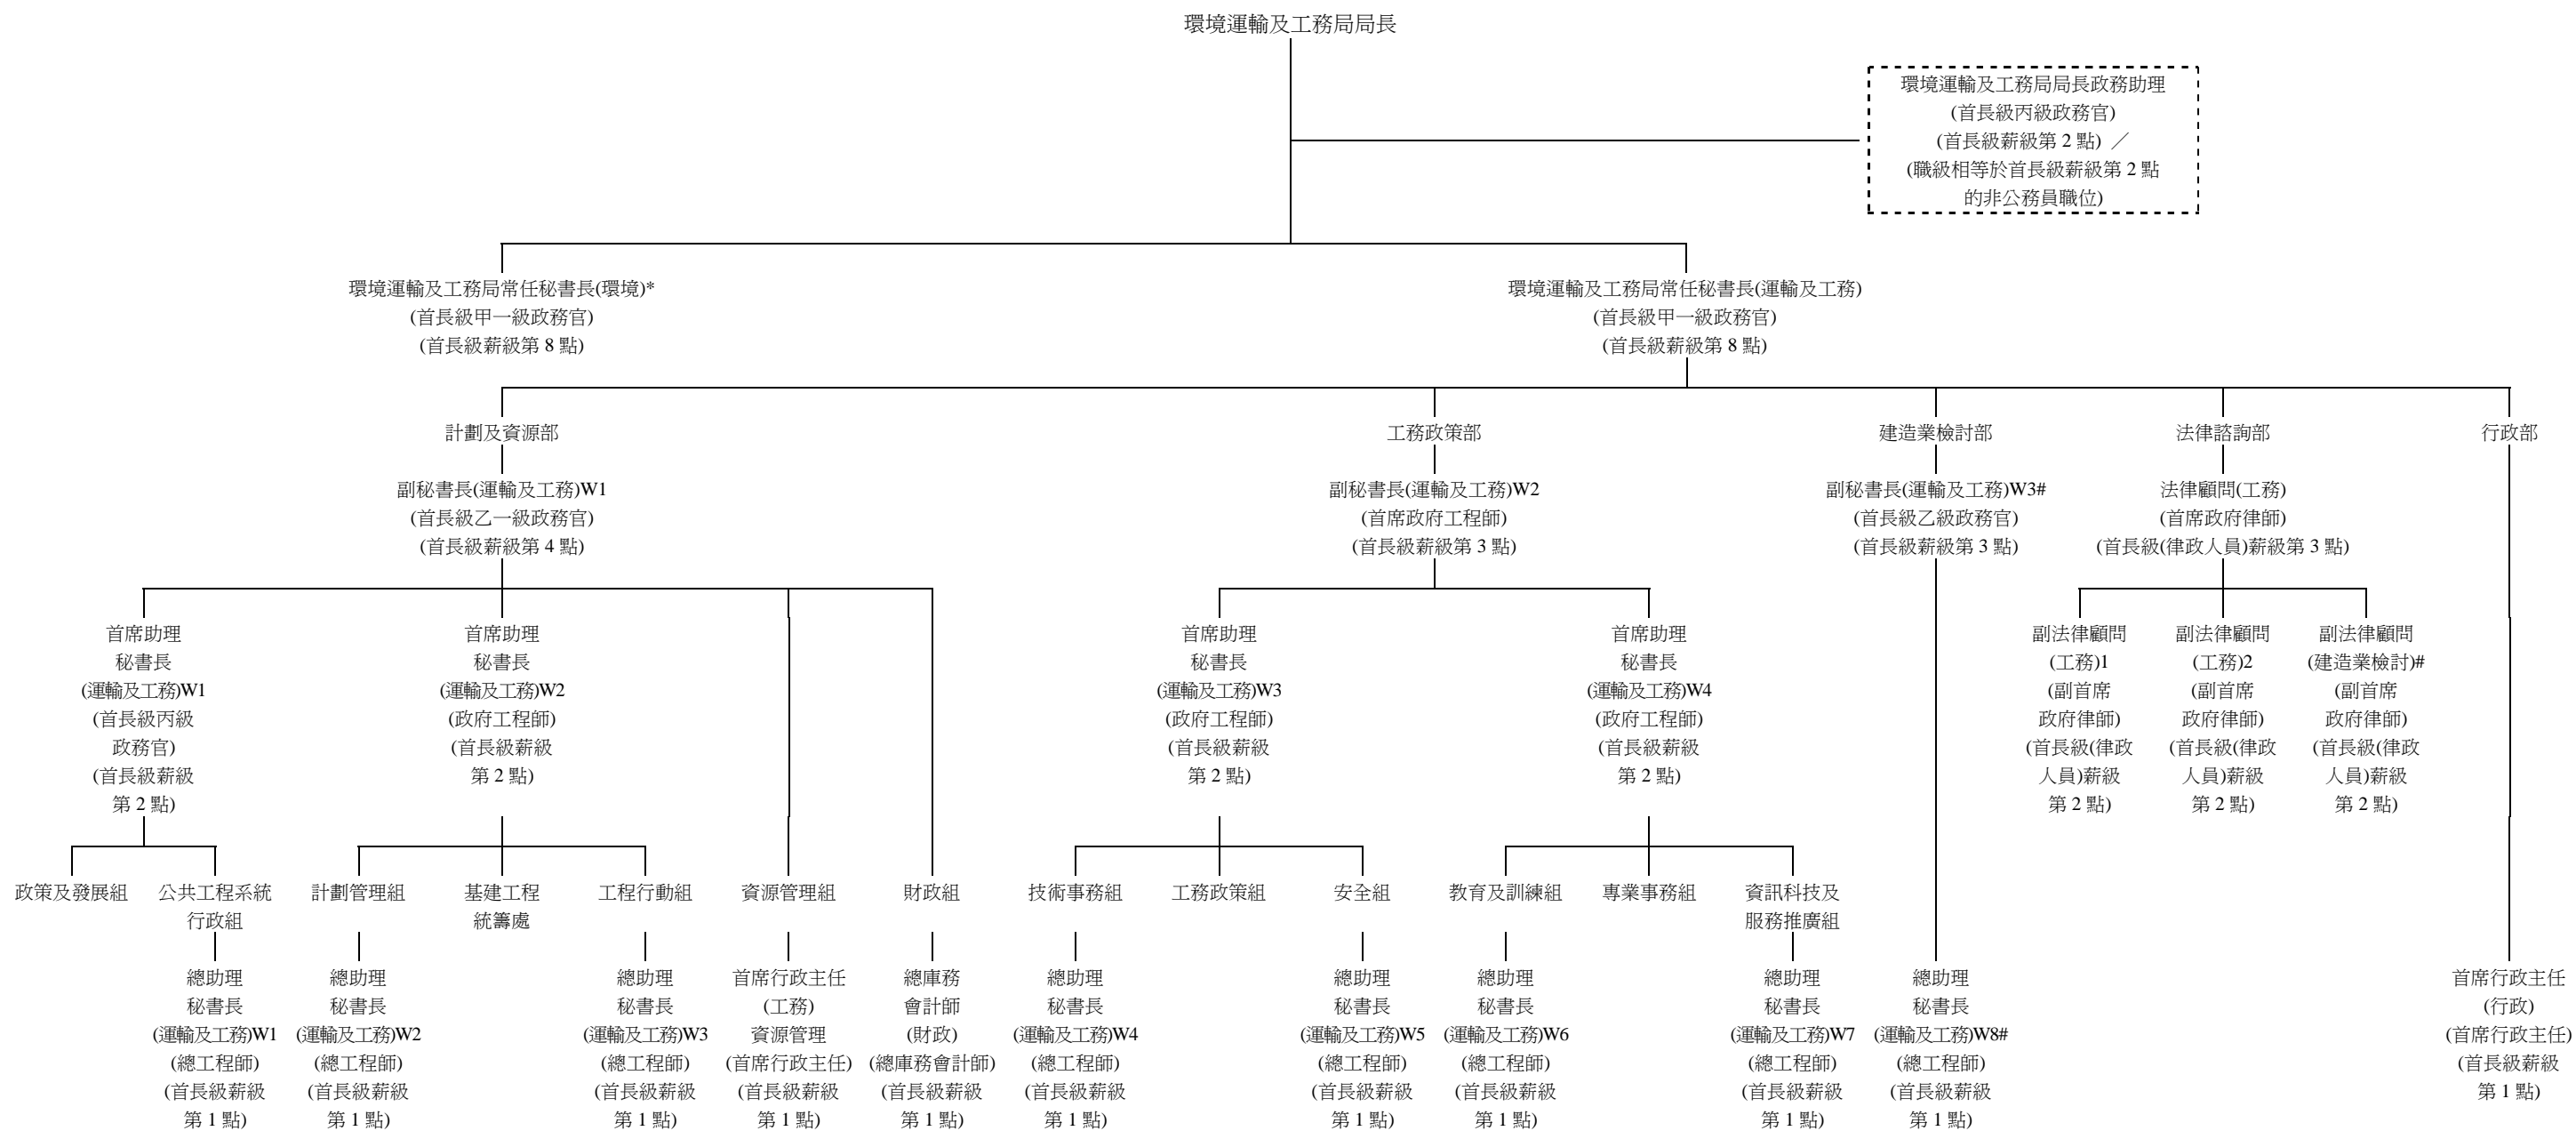 環境運輸及工務局局長
環境運輸及工務局局長政務助理
(首長級丙級政務官)
(首長級薪級第 2 點) ／
(職級相等於首長級薪級第 2 點
的非公務員職位)
環境運輸及工務局常任秘書長(環境)*
(首長級甲一級政務官)
(首長級薪級第 8 點)
環境運輸及工務局常任秘書長(運輸及工務)
(首長級甲一級政務官)
(首長級薪級第 8 點)
計劃及資源部
副秘書長(運輸及工務)W1
(首長級乙一級政務官)
(首長級薪級第 4 點)
工務政策部
副秘書長(運輸及工務)W2
(首席政府工程師)
(首長級薪級第 3 點)
建造業檢討部
副秘書長(運輸及工務)W3#
(首長級乙級政務官)
(首長級薪級第 3 點)
法律諮詢部
法律顧問(工務)
(首席政府律師)
(首長級(律政人員)薪級第 3 點)
行政部
首席助理
秘書長
(運輸及工務)W1
(首長級丙級
政務官)
(首長級薪級
第 2 點)
首席助理
秘書長
(運輸及工務)W2
(政府工程師)
(首長級薪級
第 2 點)
首席助理
秘書長
(運輸及工務)W3
(政府工程師)
(首長級薪級
第 2 點)
首席助理
秘書長
(運輸及工務)W4
(政府工程師)
(首長級薪級
第 2 點)
副法律顧問
(工務)1
(副首席
政府律師)
(首長級(律政
人員)薪級
第 2 點)
副法律顧問
(工務)2
(副首席
政府律師)
(首長級(律政
人員)薪級
第 2 點)
副法律顧問
(建造業檢討)#
(副首席
政府律師)
(首長級(律政
人員)薪級
第 2 點)
政策及發展組
公共工程系統
行政組
總助理
秘書長
(運輸及工務)W1
(總工程師)
(首長級薪級
第 1 點)
計劃管理組
總助理
秘書長
(運輸及工務)W2
(總工程師)
(首長級薪級
第 1 點)
基建工程
統籌處
工程行動組
總助理
秘書長
(運輸及工務)W3
(總工程師)
(首長級薪級
第 1 點)
資源管理組
首席行政主任
(工務)
資源管理
(首席行政主任)
(首長級薪級
第 1 點)
財政組
總庫務
會計師
(財政)
(總庫務會計師)
(首長級薪級
第 1 點)
技術事務組
總助理
秘書長
(運輸及工務)W4
(總工程師)
(首長級薪級
第 1 點)
工務政策組
安全組
總助理
秘書長
(運輸及工務)W5
(總工程師)
(首長級薪級
第 1 點)
教育及訓練組
總助理
秘書長
(運輸及工務)W6
(總工程師)
(首長級薪級
第 1 點)
專業事務組
資訊科技及
服務推廣組
總助理
秘書長
(運輸及工務)W7
(總工程師)
(首長級薪級
第 1 點)
總助理
秘書長
(運輸及工務)W8#
(總工程師)
(首長級薪級
第 1 點)
首席行政主任
(行政)
(首席行政主任)
(首長級薪級
第 1 點)